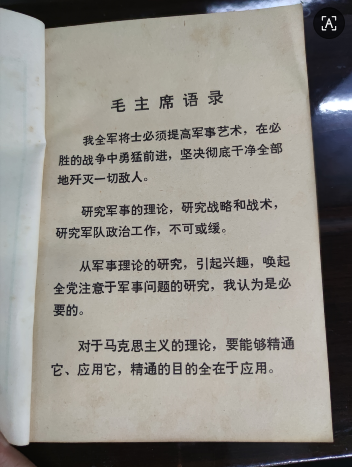 毛主席语录
我全军将士必须提高军事艺术，在必
胜的战争中勇猛前进，坚决彻底干净全部
地歼灭一切敌人。
研究军事的理论，研究战略和战术，
研究军队政治工作，不可或缓。
从军事理论的研究，引起兴趣，唤起
全党注意于军事问题的研究，我认为是必
要的。
对于马克思主义的理论，要能够精通
它、应用它，精通的目的全在于应用。